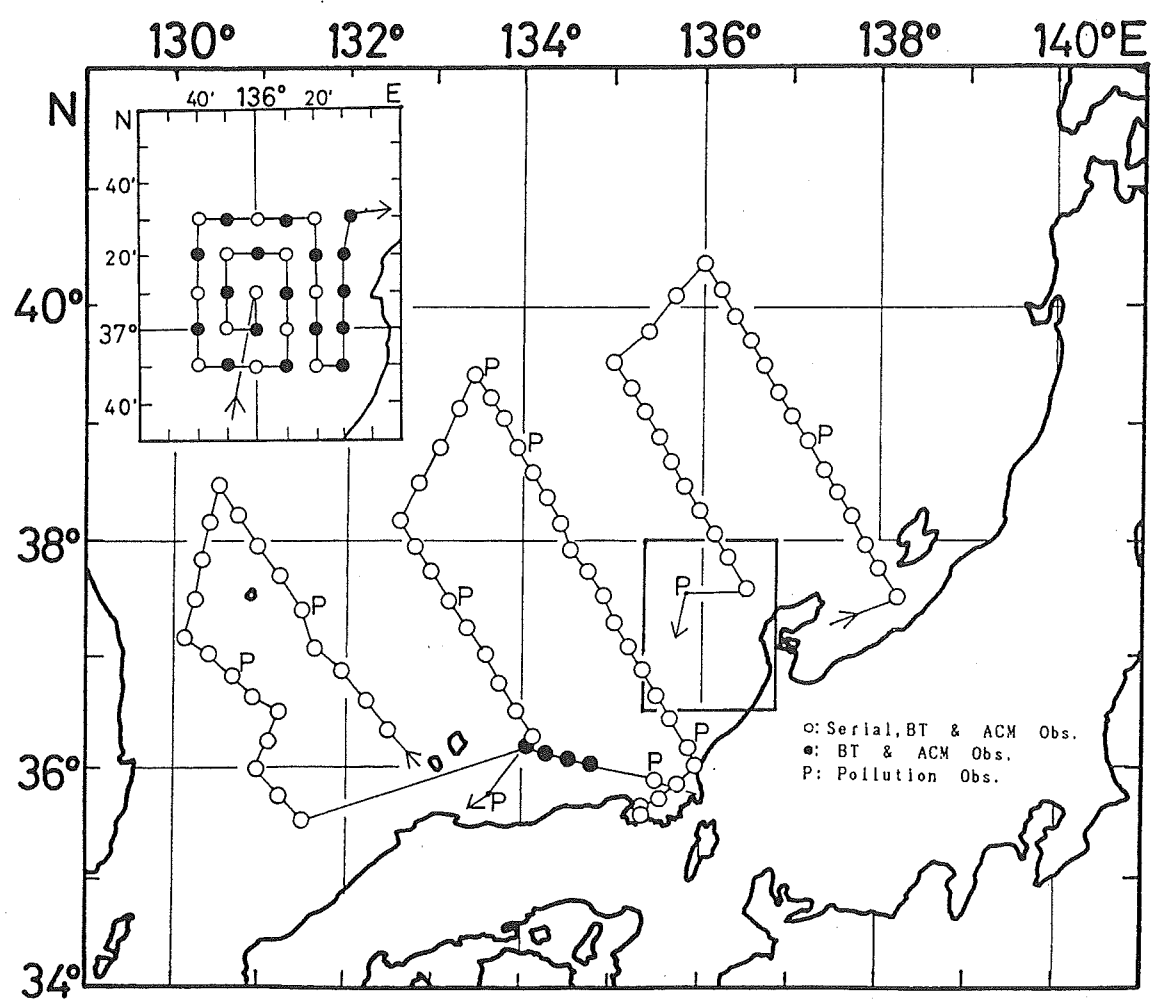 130° 132° 134° 136° 138° 140°E
N
40' 136° 20' E
N
40'
20'
40°
37°
40'
P
P
P
38°
P
P
P
P
P
O: Serial, BT & ACM Obs.
●: BT & ACM Obs.
P: Pollution Obs.
P
36°
P
34°